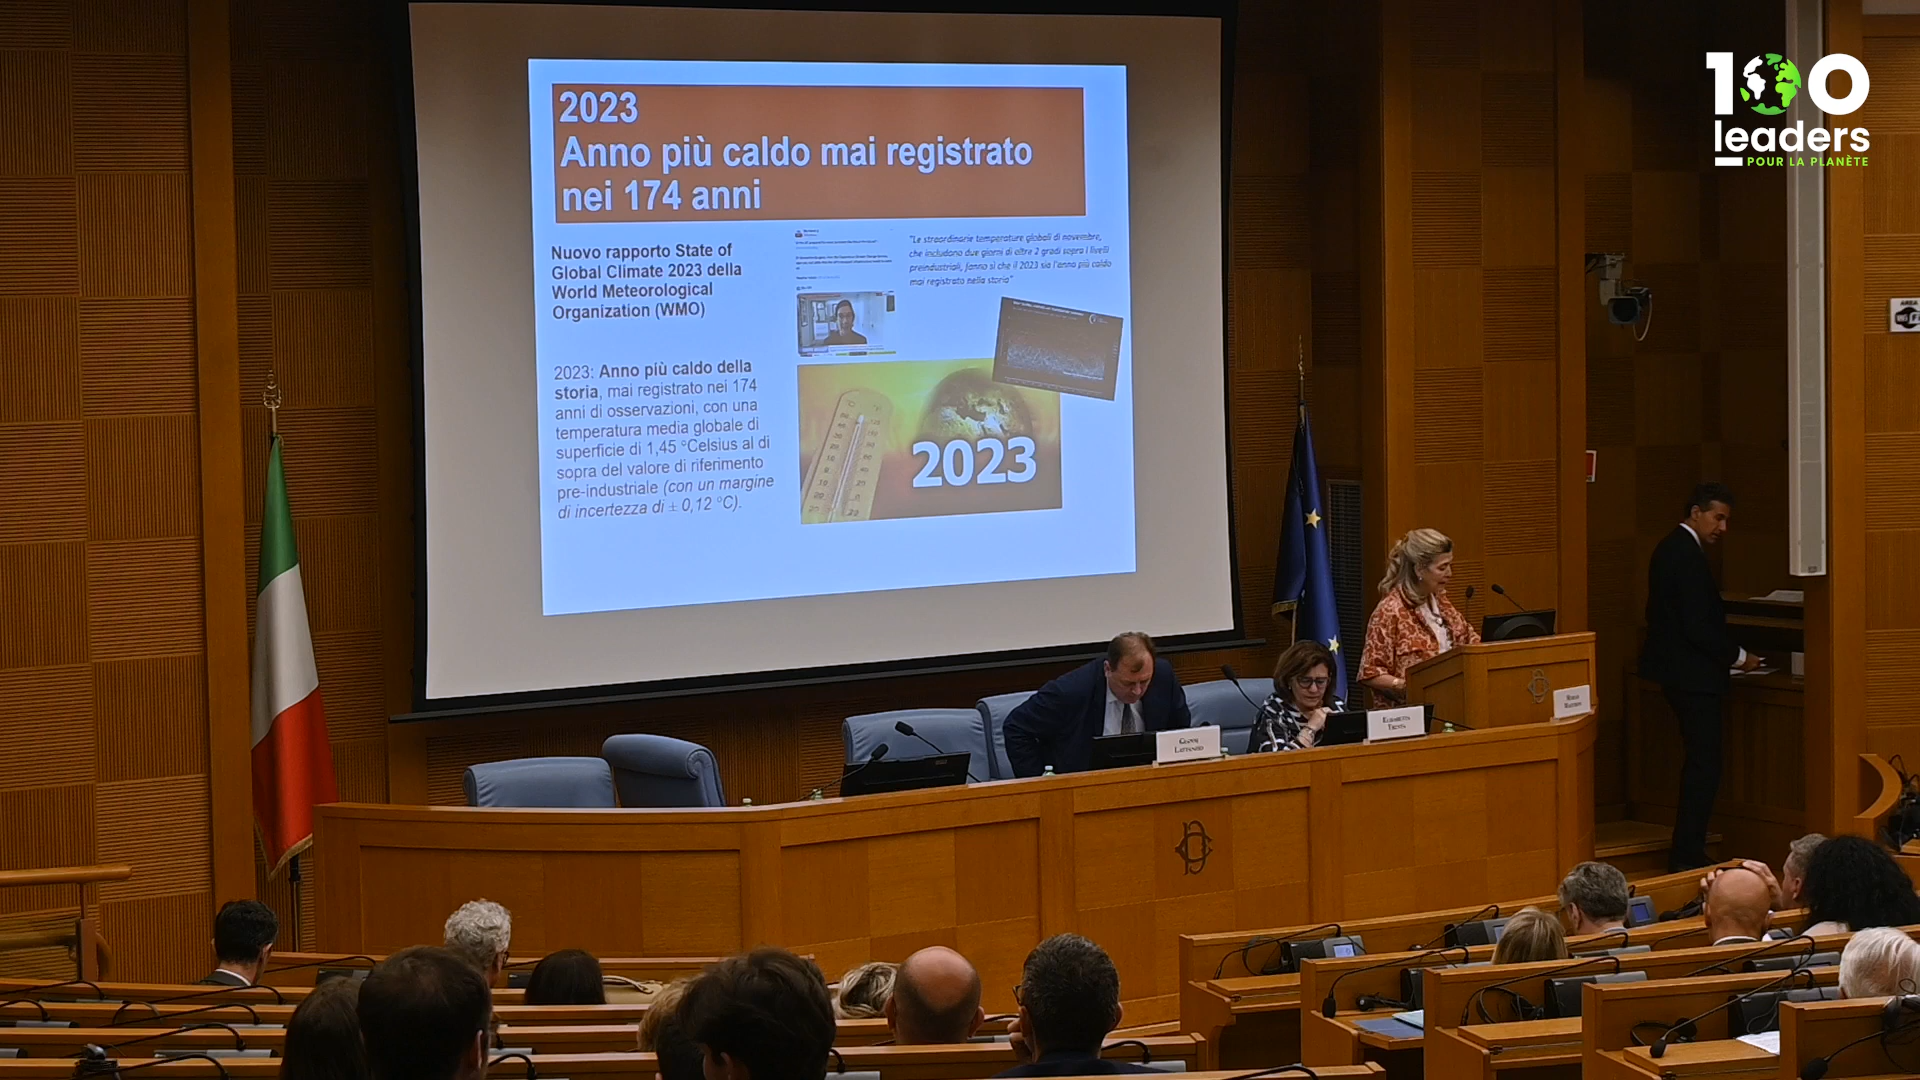 100
leaders
POUR LA PLANÈTE
2023
Anno più caldo mai registrato
nei 174 anni
Nuovo rapporto State of
Global Climate 2023 della
World Meteorological
Organization (WMO)
2023: Anno più caldo della
storia, mai registrato nei 174
anni di osservazioni, con una
temperatura media globale di
superficie di 1,45 °Celsius al di
sopra del valore di riferimento
pre-industriale (con un margine
di incertezza di ± 0,12 °C).
"Le straordinarie temperature globali di novembre,
che includono due giorni di oltre 2 gradi sopra i livelli
preindustriali, fanno sì che il 2023 sia l'anno più caldo
mai registrato nella storia"
2023
GIANNI
LATTANZIO
ELISABETTA
TRENTA
AREA